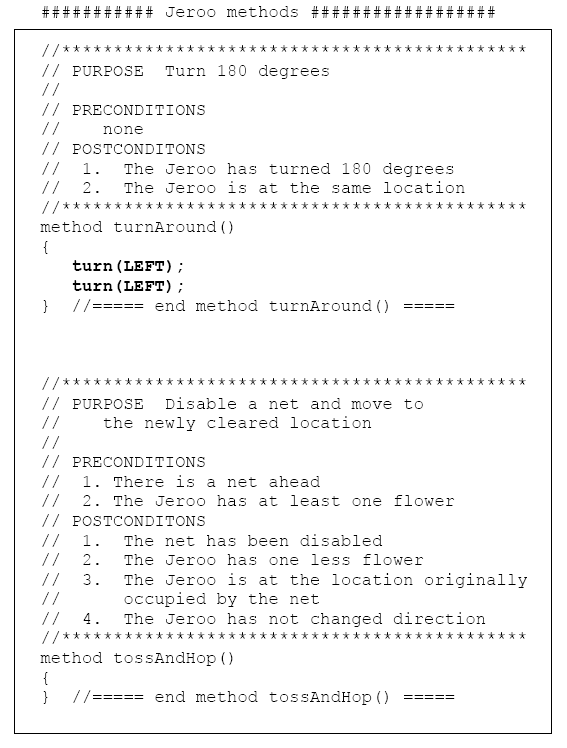 ########### Jeroo methods ##################
//*********************************************
// PURPOSE  Turn 180 degrees
//
// PRECONDITIONS
//    none
// POSTCONDITONS
//  1.  The Jeroo has turned 180 degrees
//  2.  The Jeroo is at the same location
//*********************************************
method turnAround()
{
   turn(LEFT);
   turn(LEFT);
}  //===== end method turnAround() =====
//*********************************************
// PURPOSE  Disable a net and move to
//    the newly cleared location
//
// PRECONDITIONS
//  1. There is a net ahead
//  2. The Jeroo has at least one flower
// POSTCONDITONS
//  1.  The net has been disabled
//  2.  The Jeroo has one less flower
//  3.  The Jeroo is at the location originally
//      occupied by the net
//  4.  The Jeroo has not changed direction
//*********************************************
method tossAndHop()
{
}  //===== end method tossAndHop() =====